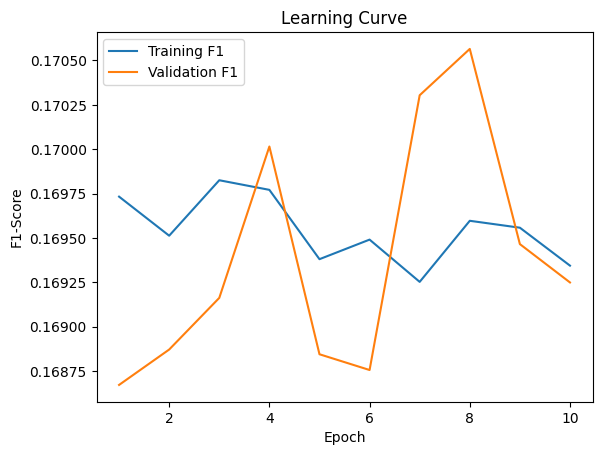 Learning Curve
Training F1
Validation F1
0.17050
0.17025
0.17000
0.16975
0.16950
0.16925
0.16900
0.16875
F1-Score
2 4 6 8 10
Epoch